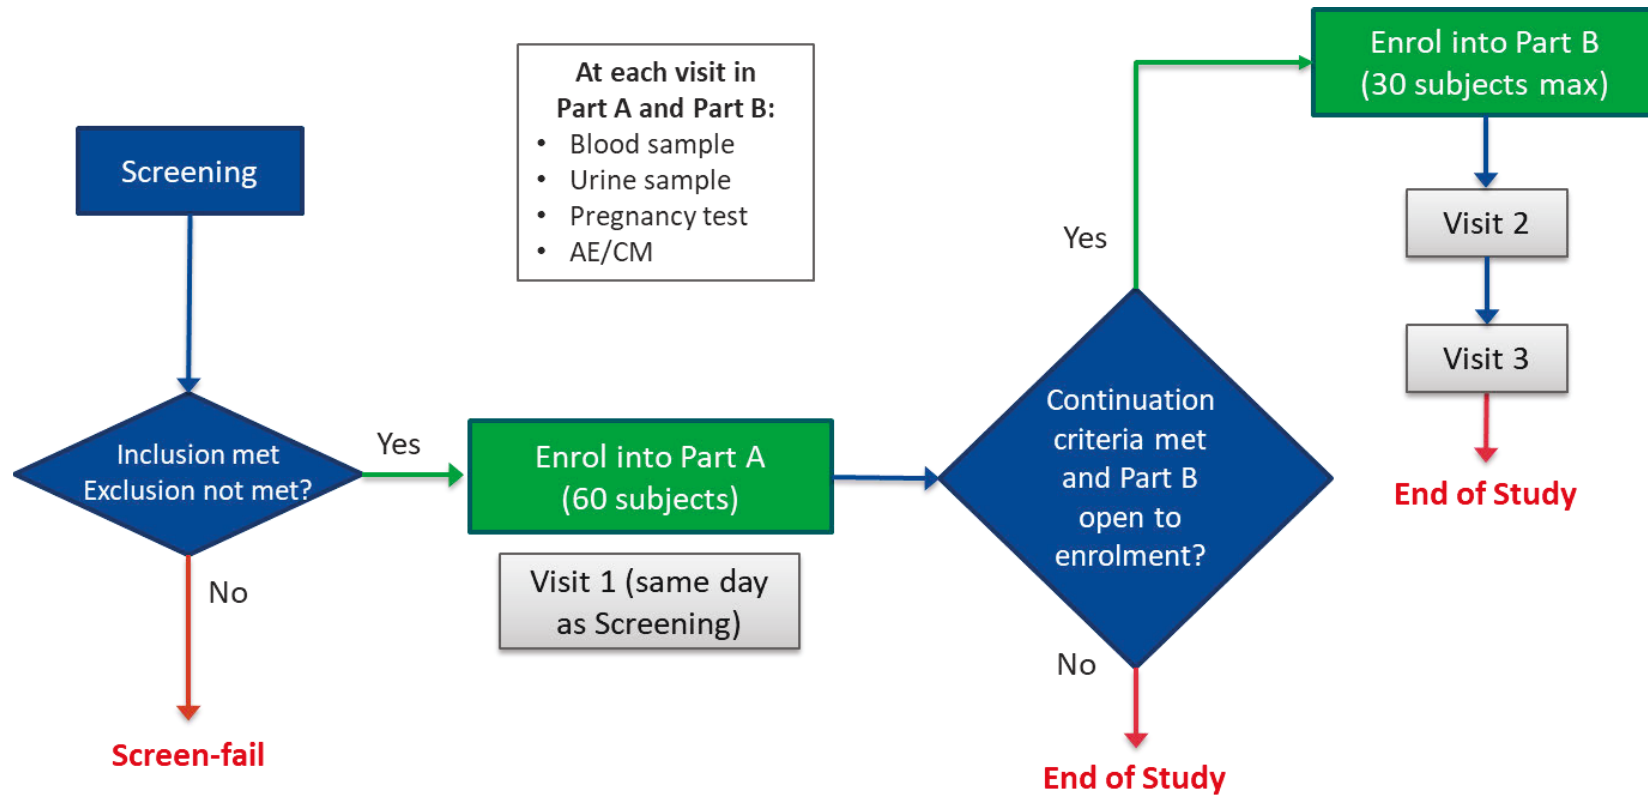 Screening
Inclusion met
Exclusion not met?
Yes
No
Screen-fail
At each visit in
Part A and Part B:
• Blood sample
• Urine sample
• Pregnancy test
• AE/CM
Enrol into Part A
(60 subjects)
Visit 1 (same day
as Screening)
Continuation
criteria met
and Part B
open to
enrolment?
Yes
No
End of Study
Enrol into Part B
(30 subjects max)
Visit 2
Visit 3
End of Study